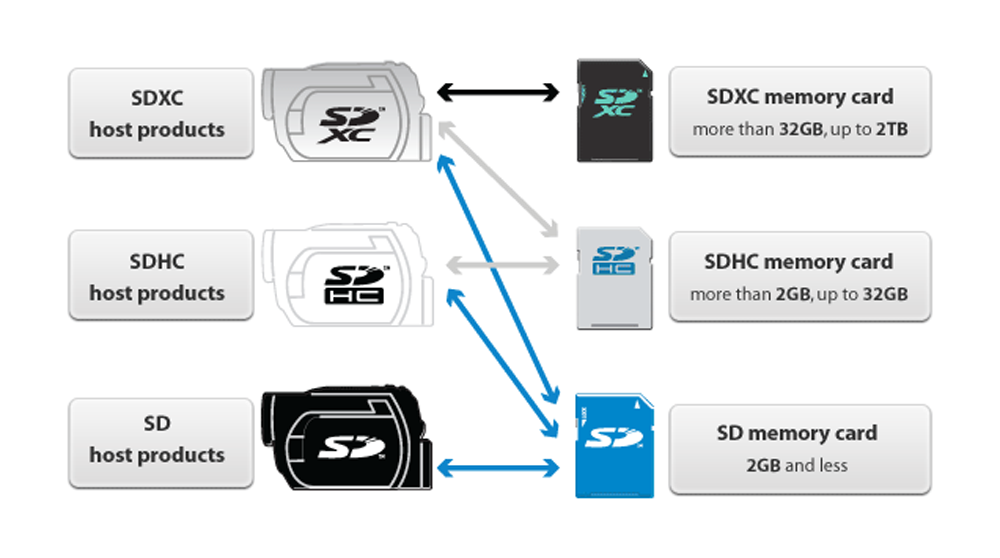 SDXC
host products
SD
XC
SD
XC
SDXC memory card
more than 32GB, up to 2TB
SDHC
host products
SD
HC
SD
HC
SDHC memory card
more than 2GB, up to 32GB
SD
host products
SD
TM
SD
SD memory card
2GB and less